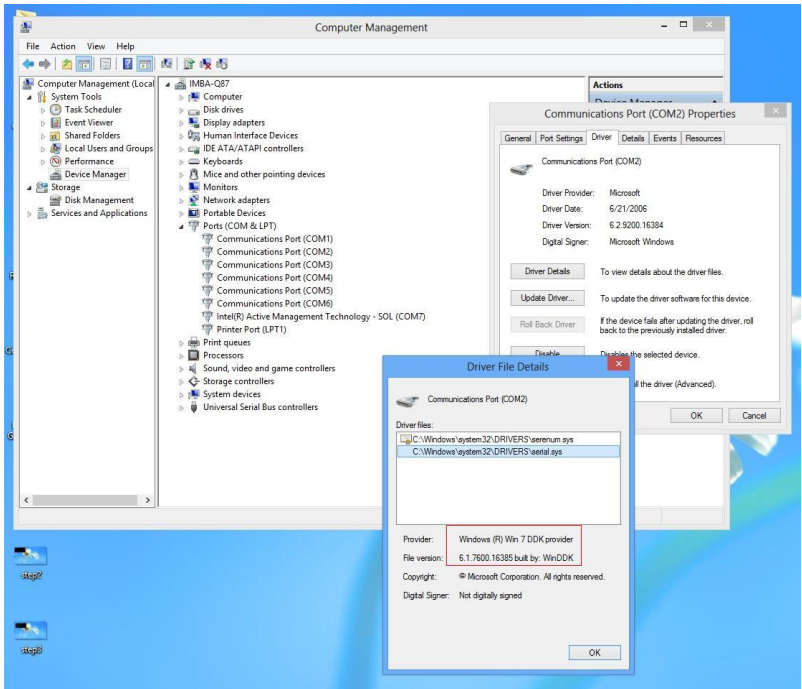 Computer Management
File Action View Help
Computer Management (Local
System Tools
Task Scheduler
Event Viewer
Shared Folders
Local Users and Groups
Performance
Device Manager
Storage
Disk Management
Services and Applications
IMBA-Q87
Computer
Disk drives
Display adapters
Human Interface Devices
IDE ATA/ATAPI controllers
Keyboards
Mice and other pointing devices
Monitors
Network adapters
Portable Devices
Ports (COM & LPT)
Communications Port (COM1)
Communications Port (COM2)
Communications Port (COM3)
Communications Port (COM4)
Communications Port (COM5)
Communications Port (COM6)
Intel(R) Active Management Technology - SOL (COM7)
Printer Port (LPT1)
Print queues
Processors
Sound, video and game controllers
Storage controllers
System devices
Universal Serial Bus controllers
Actions
Device Manager
Communications Port (COM2) Properties
General Port Settings Driver Details Events Resources
Communications Port (COM2)
Driver Provider: Microsoft
Driver Date: 6/21/2006
Driver Version: 6.2.9200.16384
Digital Signer: Microsoft Windows
Driver Details To view details about the driver files.
Update Driver... To update the driver software for this device.
Roll Back Driver If the device fails after updating the driver, roll
back to the previously installed driver.
Disable Disables the selected device.
all the driver (Advanced).
OK Cancel
Driver File Details
Communications Port (COM2)
Driver files:
C:\Windows\system32\DRIVERS\serenum.sys
C:\Windows\system32\DRIVERS\serial.sys
Provider: Windows (R) Win 7 DDK provider
File version: 6.1.7600.16385 built by: WinDDK
Copyright: © Microsoft Corporation. All rights reserved.
Digital Signer: Not digitally signed
OK
step2
step3